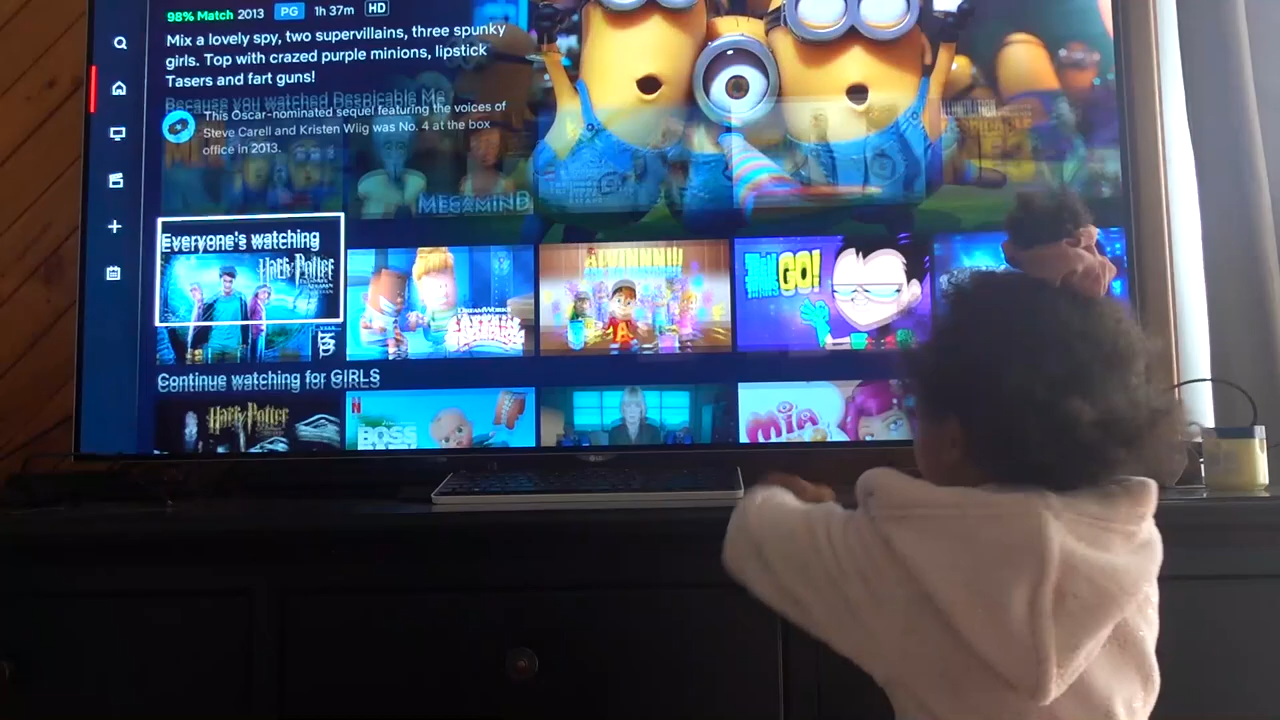 98% Match 2013 PG 1h 37m HD
Mix a lovely spy, two supervillains, three spunky
girls. Top with crazed purple minions, lipstick
Tasers and fart guns!
Because you watched Despicable Me
This Oscar-nominated sequel featuring the voices of
Steve Carell and Kristen Wiig was No. 4 at the box
office in 2013.
ILLUMINATION
DESPICABLE
MEGAMIND
Everyone's watching
Harry Potter
DREAMWORKS
ALVINNN!!!
A
GO!
Continue watching for GIRLS
Harry Potter
N
BOSS
mia